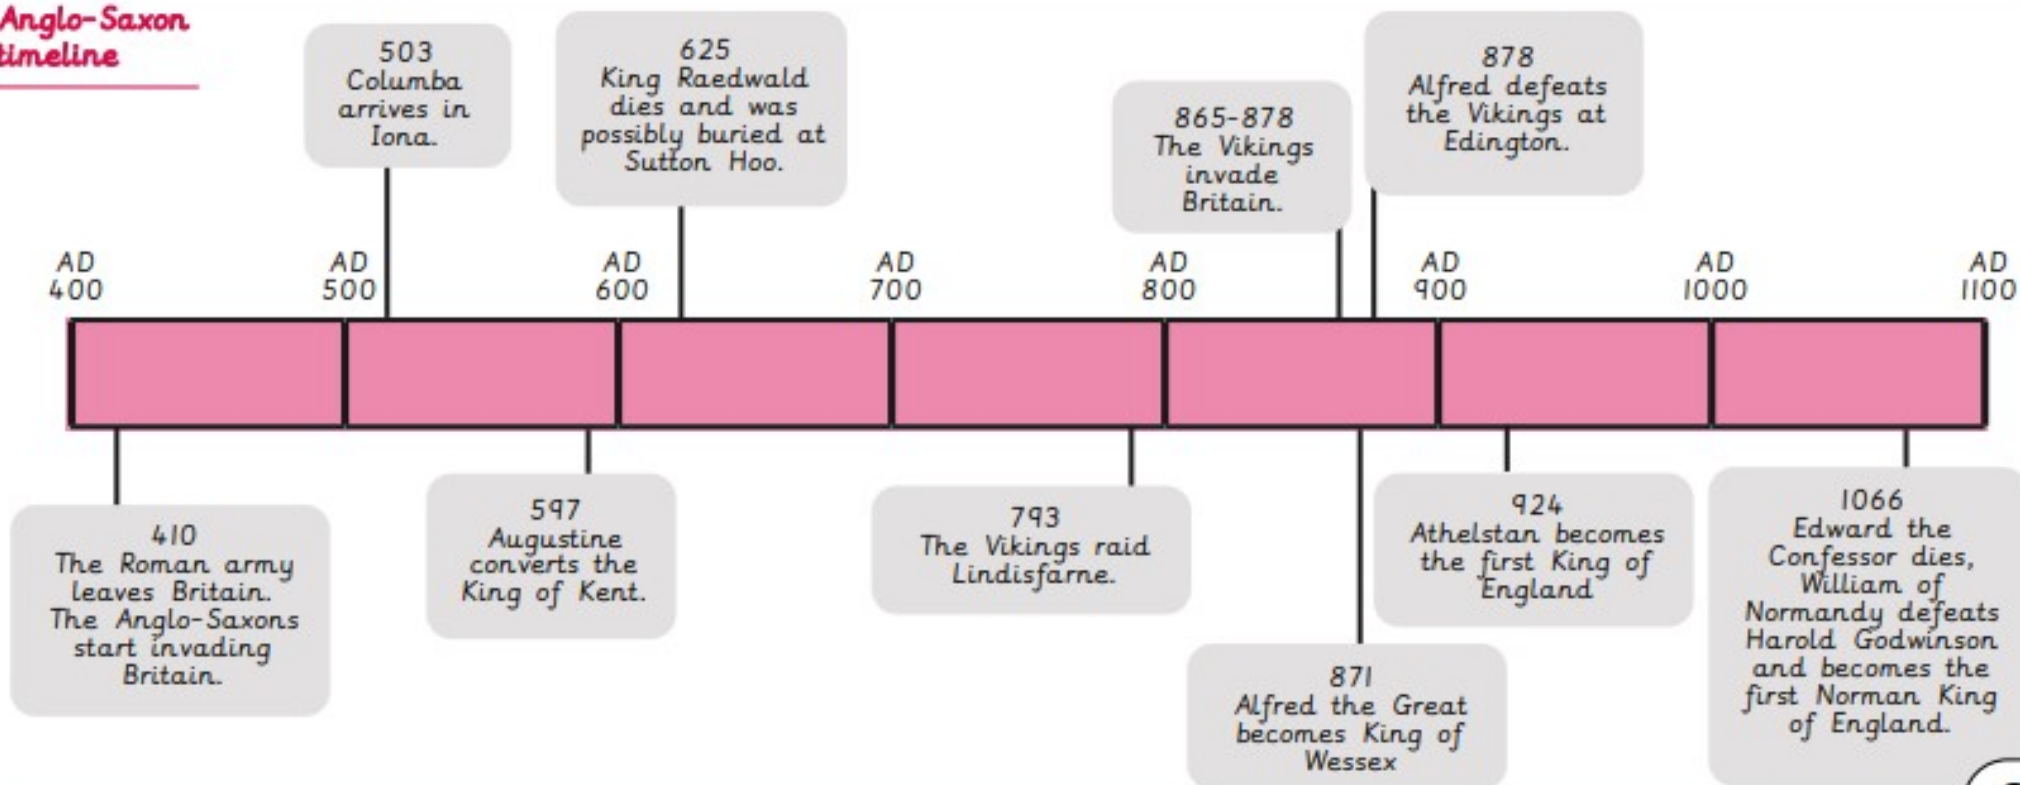 Anglo-Saxon
timeline
503
Columba
arrives in
Iona.
625
King Raedwald
dies and was
possibly buried at
Sutton Hoo.
865-878
The Vikings
invade
Britain.
878
Alfred defeats
the Vikings at
Edington.
AD
400
AD
500
AD
600
AD
700
AD
800
AD
900
AD
1000
AD
1100
410
The Roman army
leaves Britain.
The Anglo-Saxons
start invading
Britain.
597
Augustine
converts the
King of Kent.
793
The Vikings raid
Lindisfarne.
871
Alfred the Great
becomes King of
Wessex
924
Athelstan becomes
the first King of
England
1066
Edward the
Confessor dies,
William of
Normandy defeats
Harold Godwinson
and becomes the
first Norman King
of England.